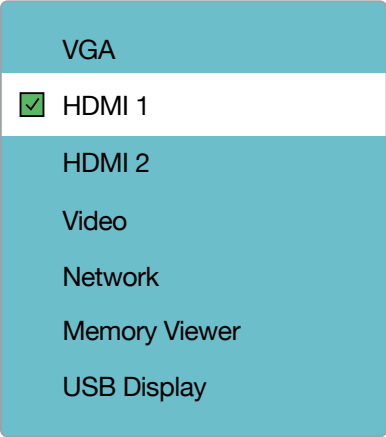 VGA
HDMI 1
HDMI 2
Video
Network
Memory Viewer
USB Display